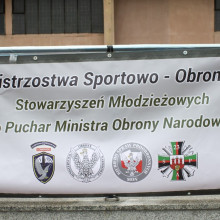 istrzostwa Sportowo - Obron
Stowarzyszeń Młodzieżowych
Puchar Ministra Obrony Narodow